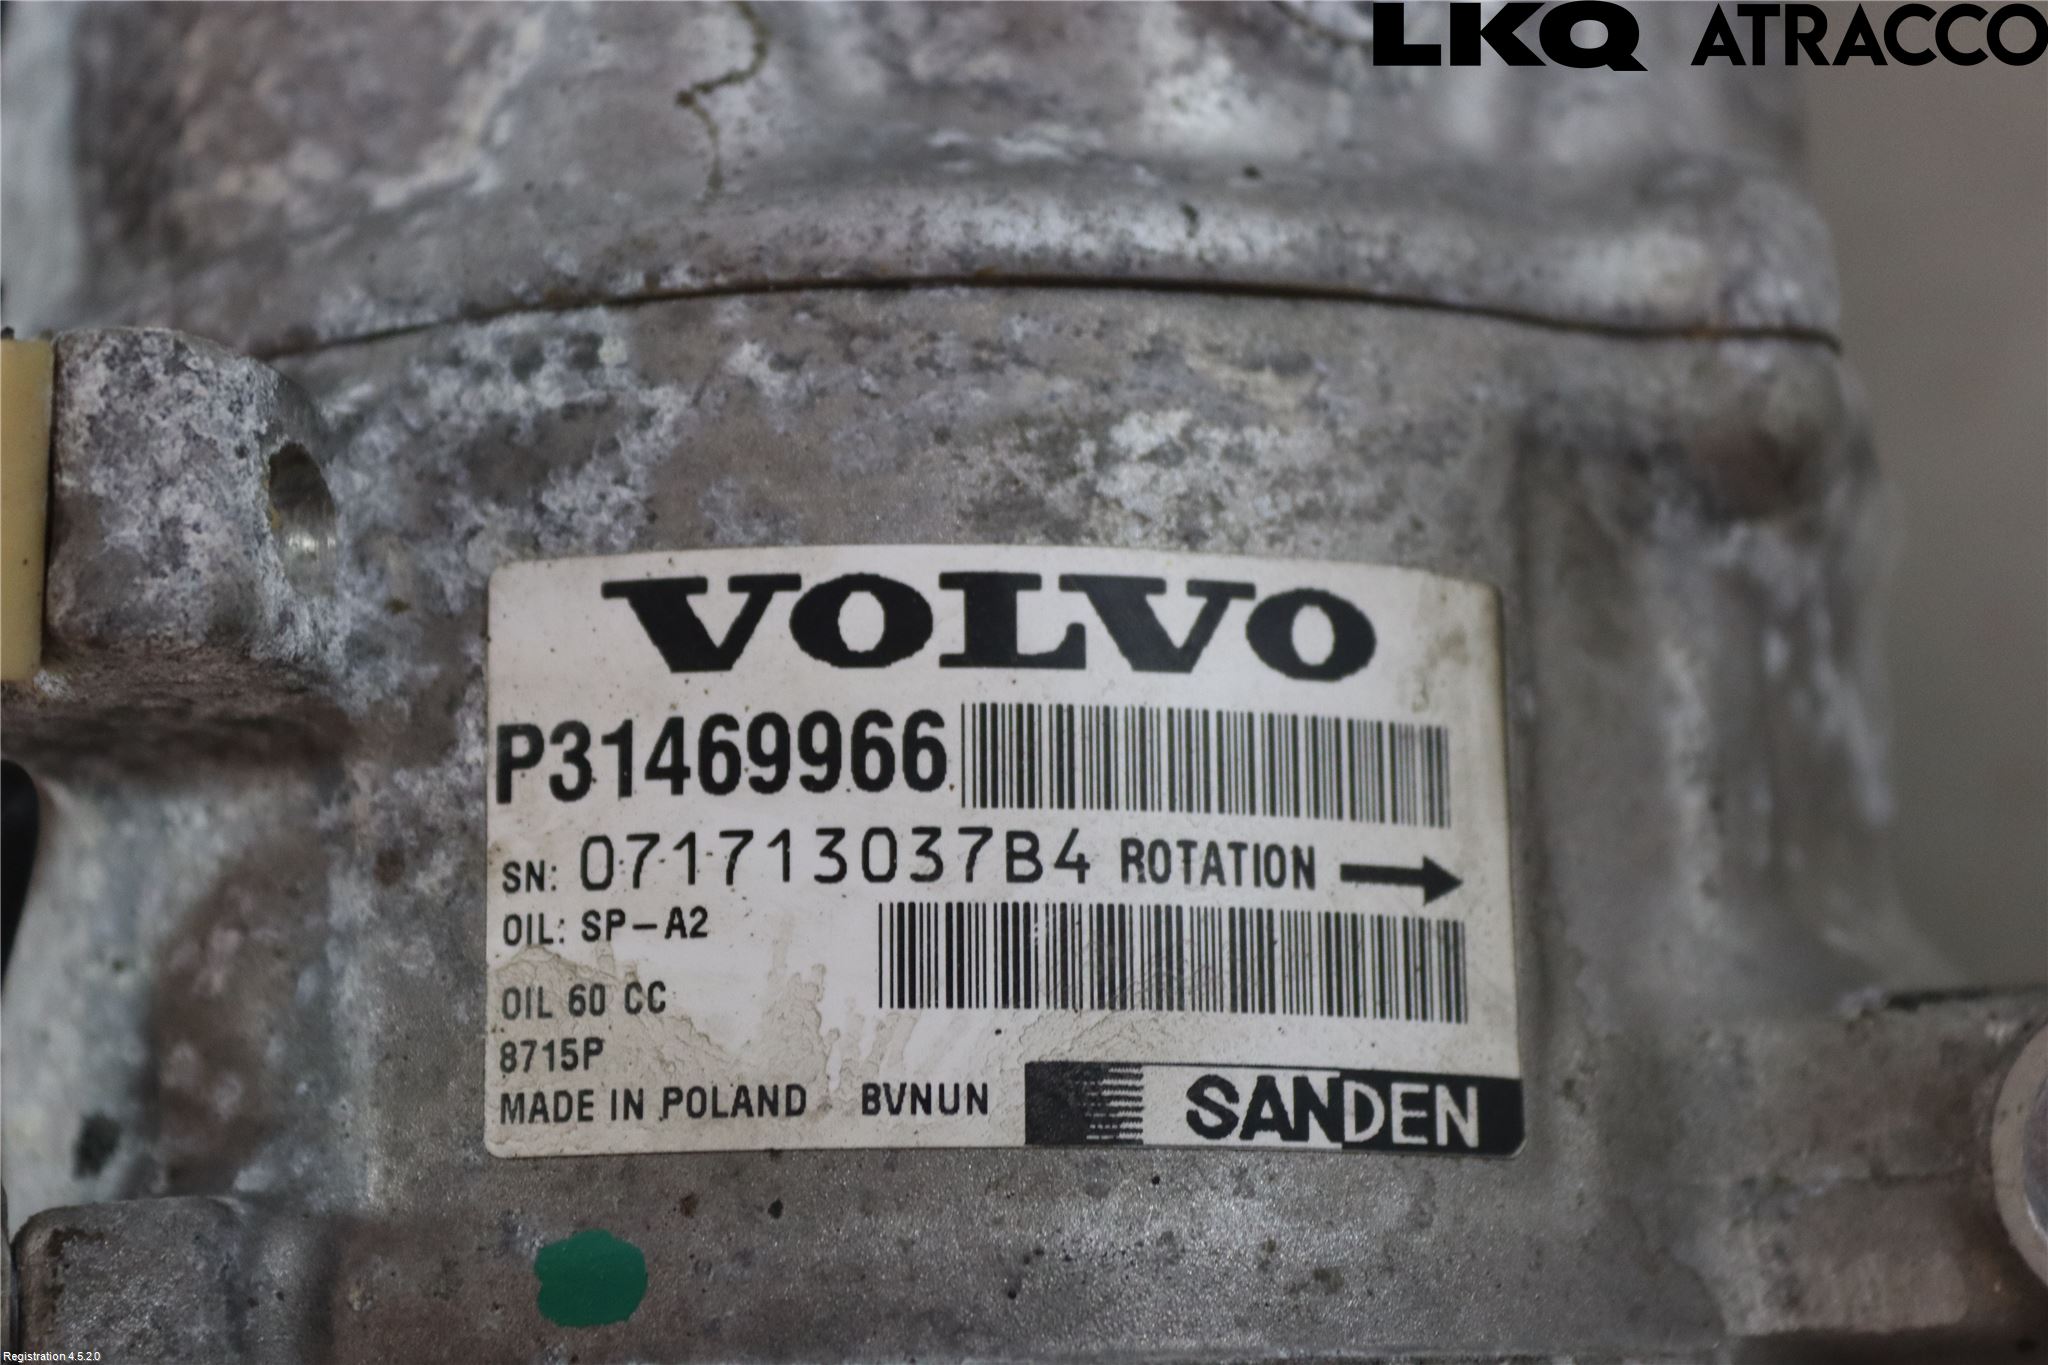 LKQ ATRACCO
VOLVO
P31469966
SN: 071713037B4 ROTATION
OIL: SP-A2
OIL 60 CC
8715P
MADE IN POLAND BVNUN SANDEN
Registration 4.5.2.0